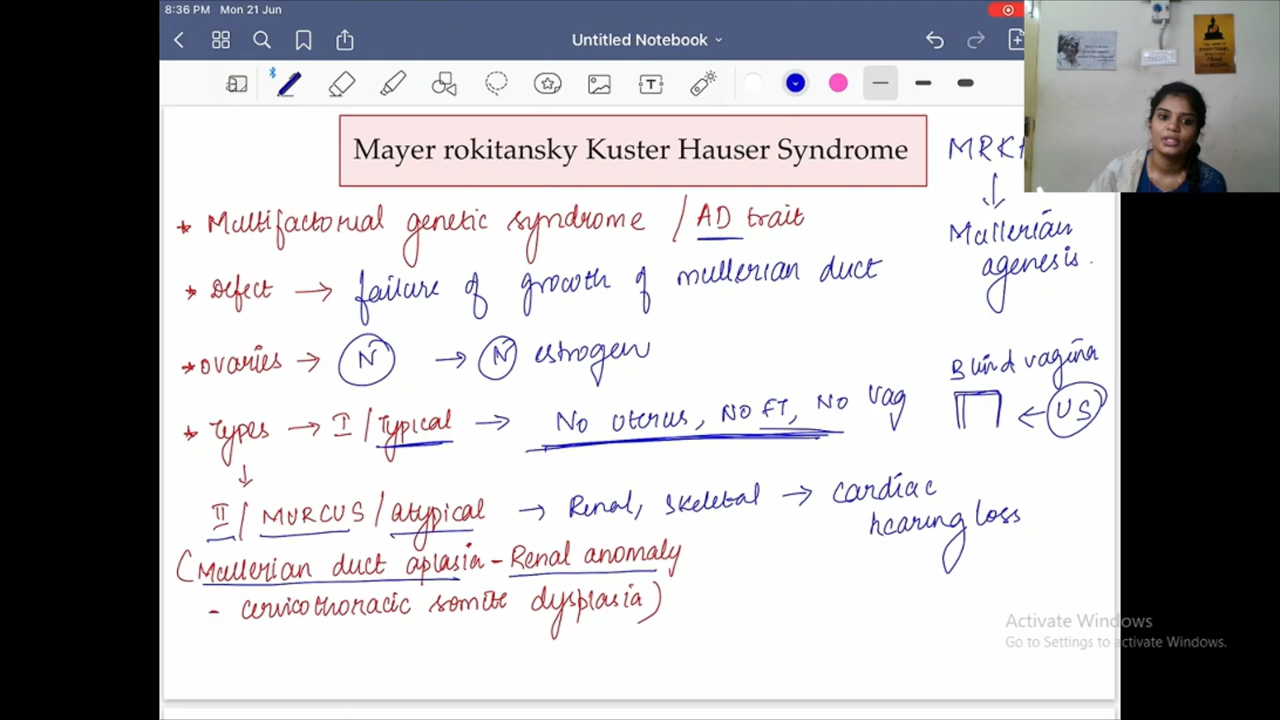 8:36 PM Mon 21 Jun
Untitled Notebook
Mayer rokitansky Kuster Hauser Syndrome
MRK
Mullerian
agenesis.
* Multifactorial genetic syndrome / AD trait
* Defect → failure of growth of mullerian duct
* ovaries → N → N estrogen
Blind vagina
← US
* Types → I / Typical → No uterus, NO FT, NO Vag
II / MURCUS / atypical → Renal, skeletal → cardiac
hearing loss
(Mullerian duct aplasia - Renal anomaly
- cervicothoracic somite dysplasia)
Activate Windows
Go to Settings to activate Windows.